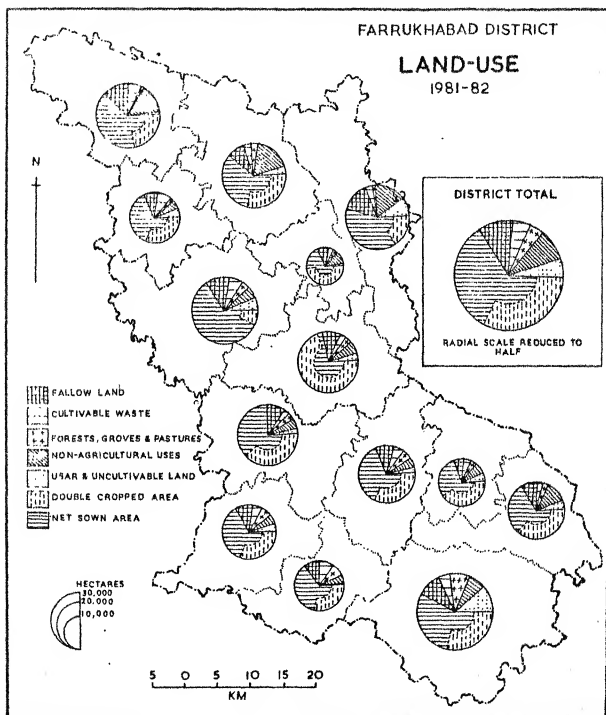 FARRUKHABAD DISTRICT
LAND-USE
1981-82
N
DISTRICT TOTAL
RADIAL SCALE REDUCED TO
HALF
FALLOW LAND
CULTIVABLE WASTE
FORESTS, GROVES & PASTURES
NON-AGRICULTURAL USES
USAR & UNCULTIVABLE LAND
DOUBLE CROPPED AREA
NET SOWN AREA
HECTARES
30,000
20,000
10,000
5 0 5 10 15 20
KM